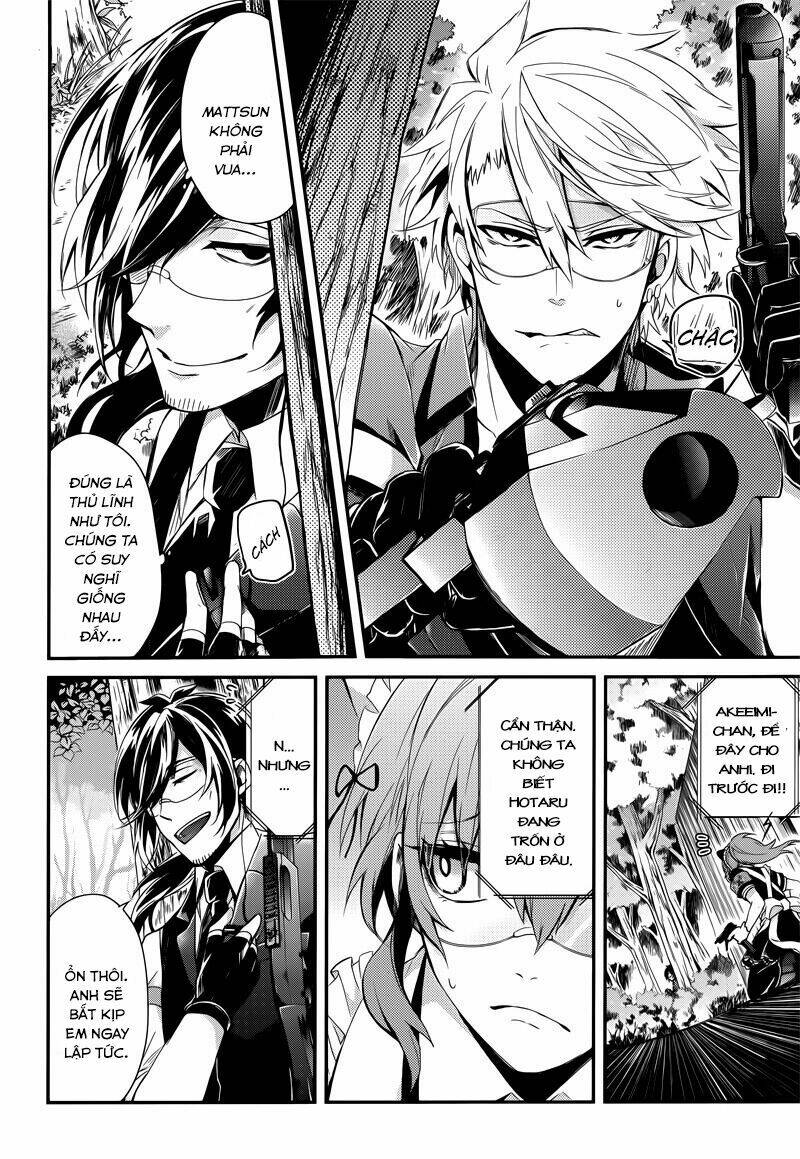 CHẬC
MATTSUN
KHÔNG
PHẢI
VUA...
CÁCH
ĐÚNG LÀ
THỦ LĨNH
NHƯ TÔI.
CHÚNG TA
CÓ SUY
NGHĨ
GIỐNG
NHAU
ĐẤY...
AKEEIMI-
CHAN, ĐỂ
ĐÂY CHO
ANH!. ĐI
TRƯỚC ĐI!!
CẨN THẬN.
CHÚNG TA
KHÔNG
BIẾT
HOTARU
ĐANG
TRỐN Ở
ĐÂU ĐÂU.
N...
NHƯNG
...
ỔN THÔI.
ANH SẼ
BẮT KỊP
EM NGAY
LẬP TỨC.